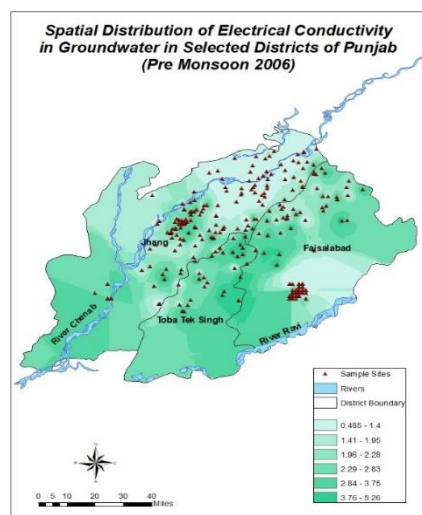 Spatial Distribution of Electrical Conductivity
in Groundwater in Selected Districts of Punjab
(Pre Monsoon 2006)
Jhang
Faisalabad
River Chenab
Toba Tek Singh
River Ravi
Sample Sites
Rivers
District Boundary
0.485 - 1.4
1.41 - 1.95
1.96 - 2.28
2.29 - 2.83
2.84 - 3.75
3.76 - 5.26
N
W E
S
0 5 10 20 30 40
Miles